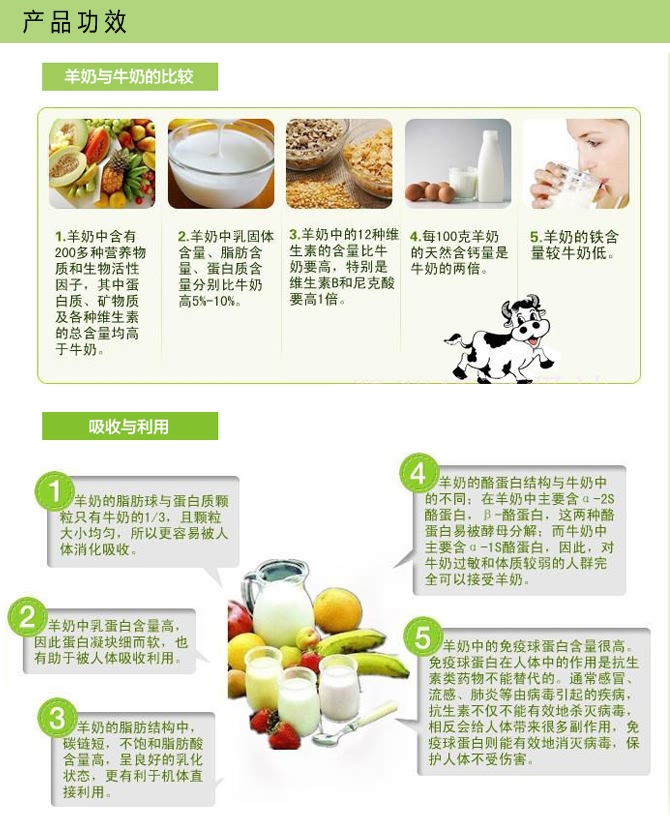 产品功效
羊奶与牛奶的比较
1.羊奶中含有
200多种营养物
质和生物活性
因子，其中蛋
白质、矿物质
及各种维生素
的总含量均高
于牛奶。
2.羊奶中乳固体
含量、脂肪含
量、蛋白质含
量分别比牛奶
高5%-10%。
3.羊奶中的12种维
生素的含量比牛
奶要高，特别是
维生素B和尼克酸
要高1倍。
4.每100克羊奶
的天然含钙量是
牛奶的两倍。
5.羊奶的铁含
量较牛奶低。
吸收与利用
1
羊奶的脂肪球与蛋白质颗
粒只有牛奶的1/3，且颗粒
大小均匀，所以更容易被人
体消化吸收。
2
羊奶中乳蛋白含量高，
因此蛋白凝块细而软，也
有助于被人体吸收利用。
3
羊奶的脂肪结构中，
碳链短，不饱和脂肪酸
含量高，呈良好的乳化
状态，更有利于机体直
接利用。
4
羊奶的酪蛋白结构与牛奶中
的不同；在羊奶中主要含α-2S
酪蛋白，β-酪蛋白，这两种酪
蛋白易被酵母分解；而牛奶中
主要含α-1S酪蛋白，因此，对
牛奶过敏和体质较弱的人群完
全可以接受羊奶。
5
羊奶中的免疫球蛋白含量很高。
免疫球蛋白在人体中的作用是抗生
素类药物不能替代的。通常感冒、
流感、肺炎等由病毒引起的疾病，
抗生素不仅不能有效地杀灭病毒，
相反会给人体带来很多副作用，免
疫球蛋白则能有效地消灭病毒，保
护人体不受伤害。